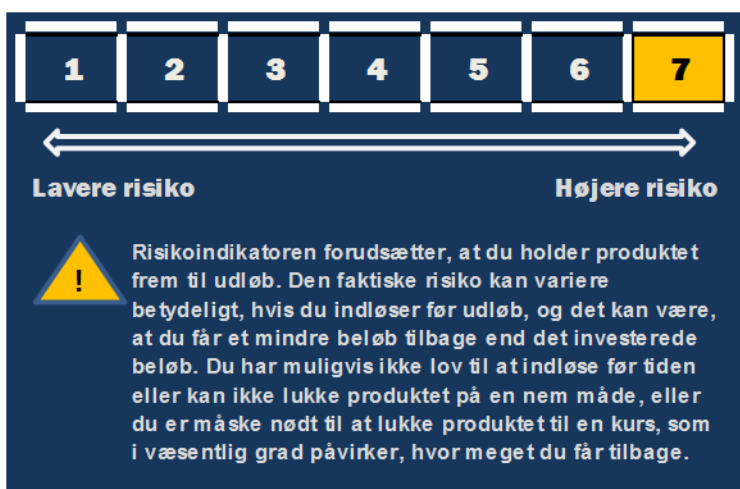 1 2 3 4 5 6 7
Lavere risiko Højere risiko
!
Risikoindikatoren forudsætter, at du holder produktet
frem til udløb. Den faktiske risiko kan variere
betydeligt, hvis du indløser før udløb, og det kan være,
at du får et mindre beløb tilbage end det investerede
beløb. Du har muligvis ikke lov til at indløse før tiden
eller kan ikke lukke produktet på en nem måde, eller
du er måske nødt til at lukke produktet til en kurs, som
i væsentlig grad påvirker, hvor meget du får tilbage.